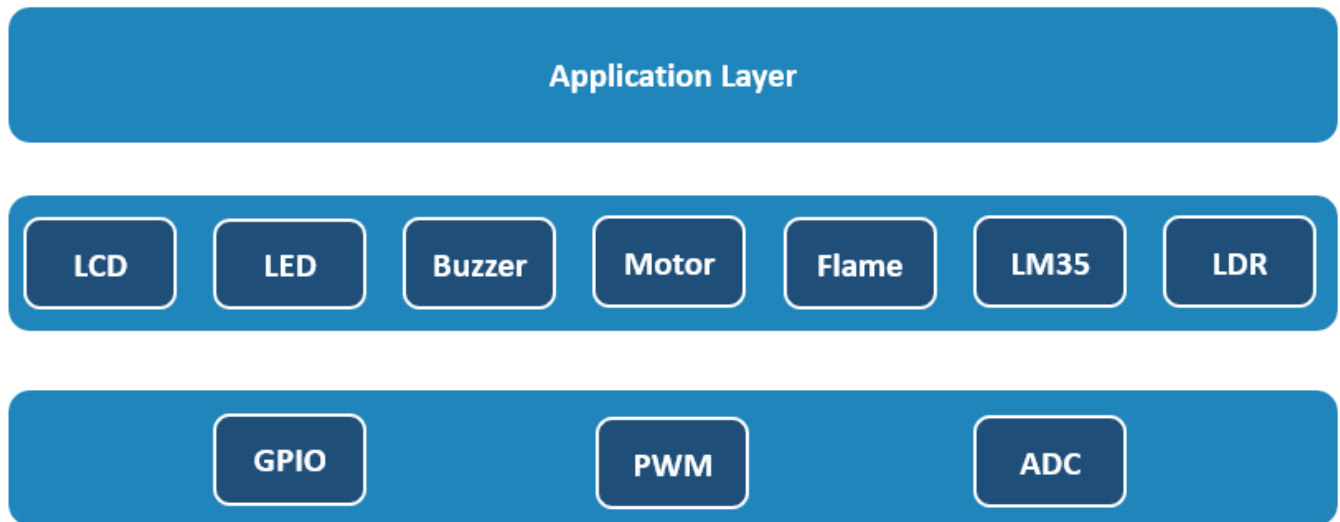 Application Layer
LCD LED Buzzer Motor Flame LM35 LDR
GPIO PWM ADC